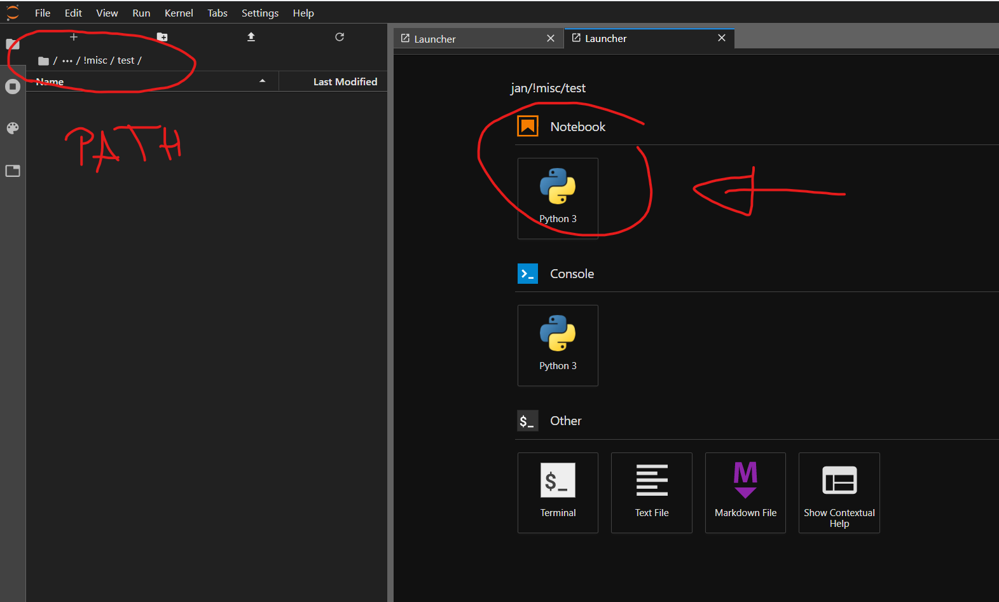 File Edit View Run Kernel Tabs Settings Help
Launcher Launcher
/ ••• / !misc / test /
Name Last Modified
PATH
jan/!misc/test
Notebook
Python 3
Console
Python 3
$_ Other
$_
Terminal Text File Markdown File Show Contextual Help